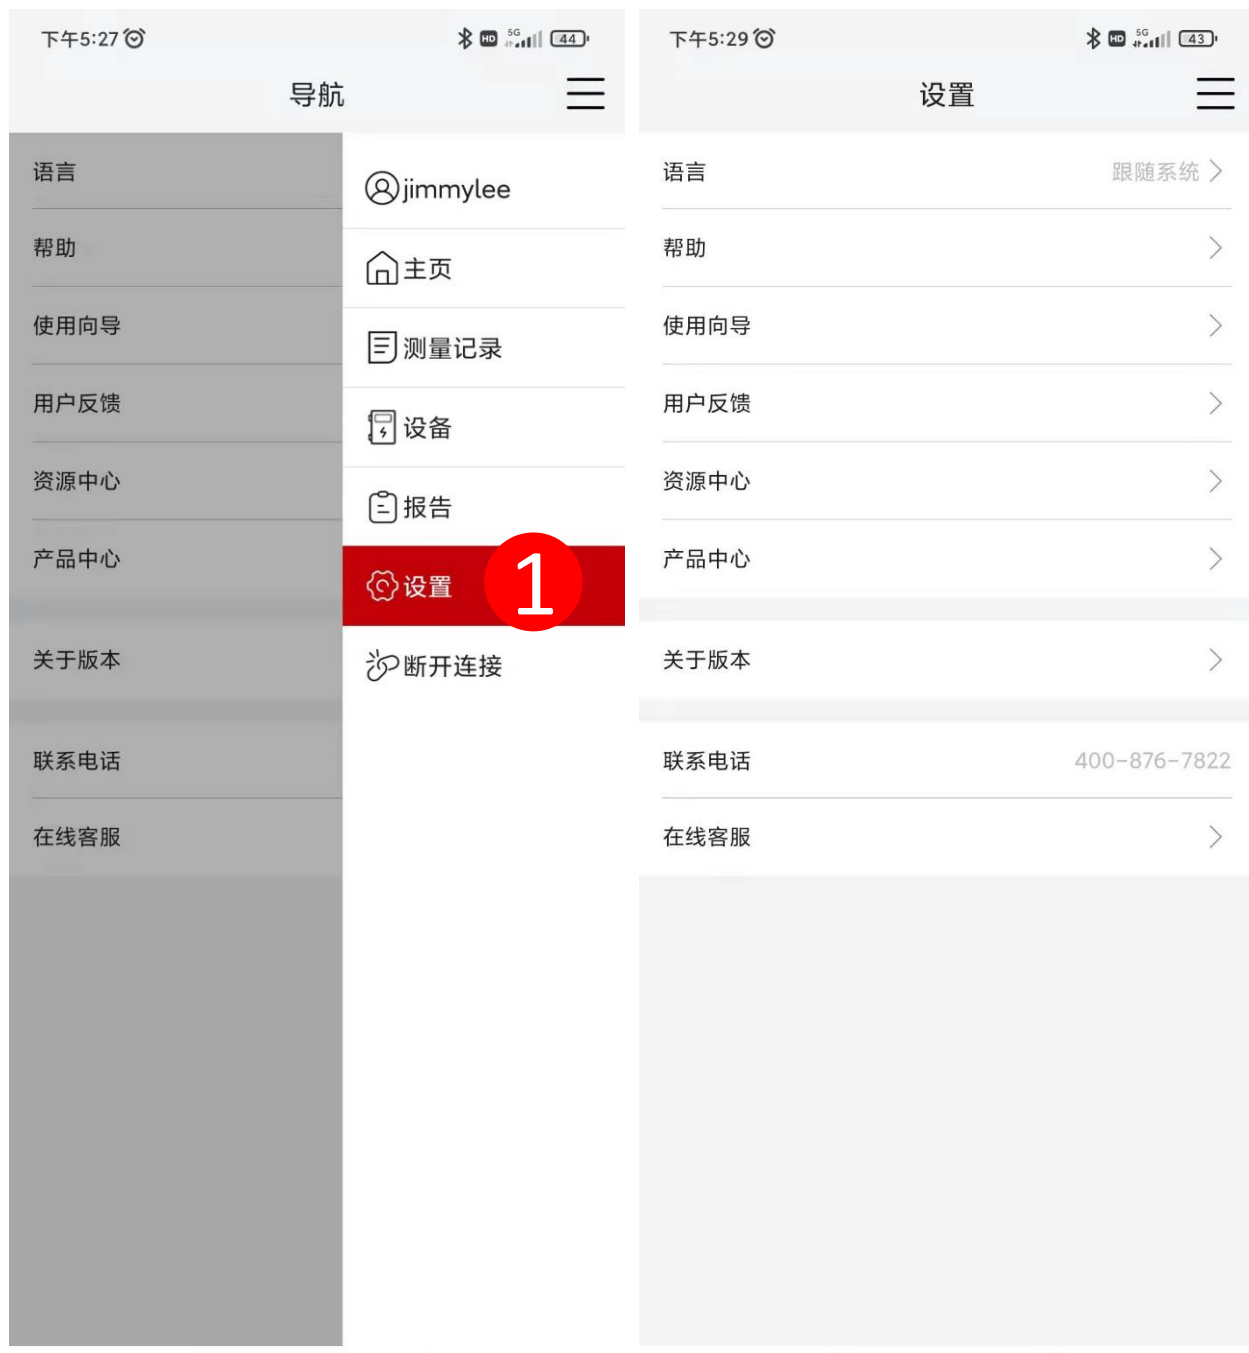 下午5:27
HD 5G 44
导航
语言
帮助
使用向导
用户反馈
资源中心
产品中心
关于版本
联系电话
在线客服
jimmylee
主页
测量记录
设备
报告
设置
1
断开连接
下午5:29
HD 5G 43
设置
语言 跟随系统
帮助
使用向导
用户反馈
资源中心
产品中心
关于版本
联系电话 400-876-7822
在线客服